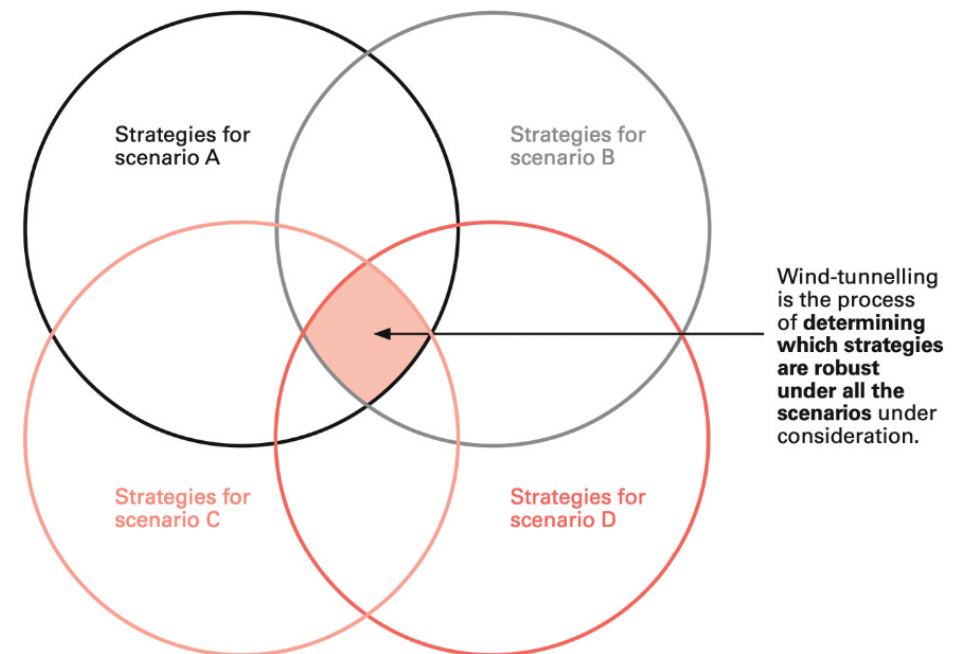 Strategies for
scenario A
Strategies for
scenario B
Wind-tunnelling
is the process
of determining
which strategies
are robust
under all the
scenarios under
consideration.
Strategies for
scenario C
Strategies for
scenario D